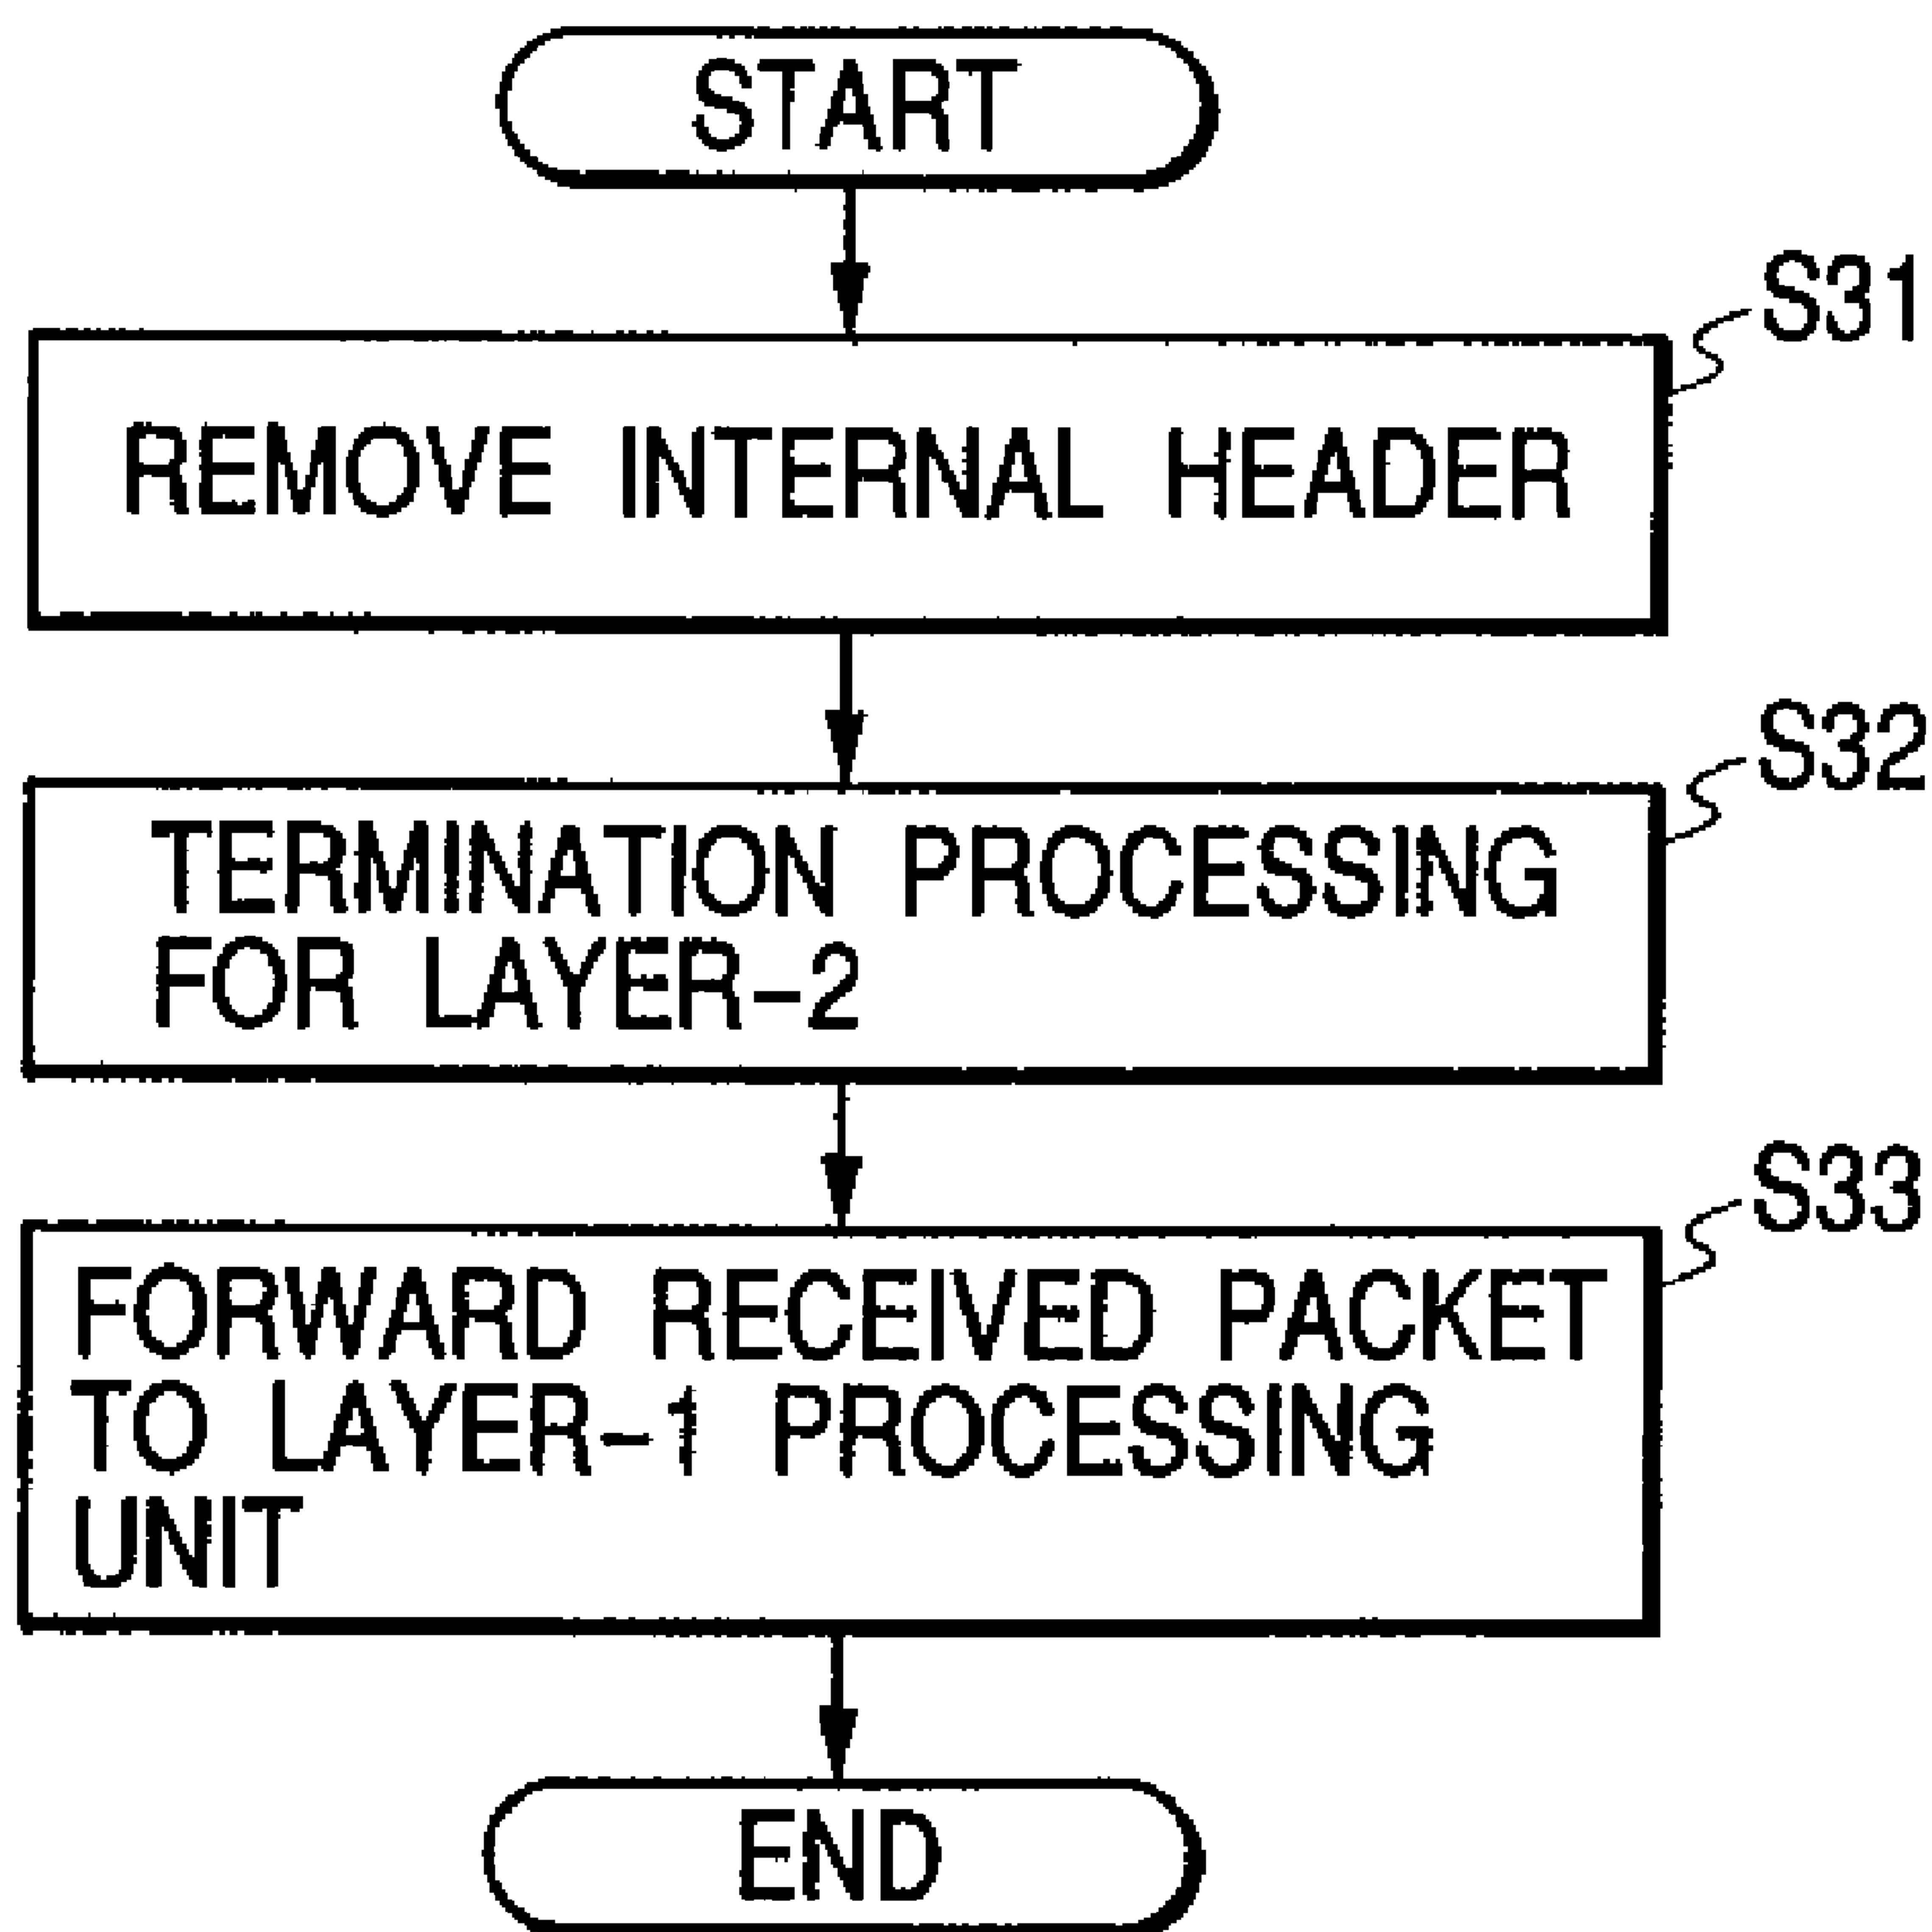 START
S31
REMOVE INTERNAL HEADER
S32
TERMINATION PROCESSING
FOR LAYER-2
S33
FORWARD RECEIVED PACKET
TO LAYER-1 PROCESSING
UNIT
END